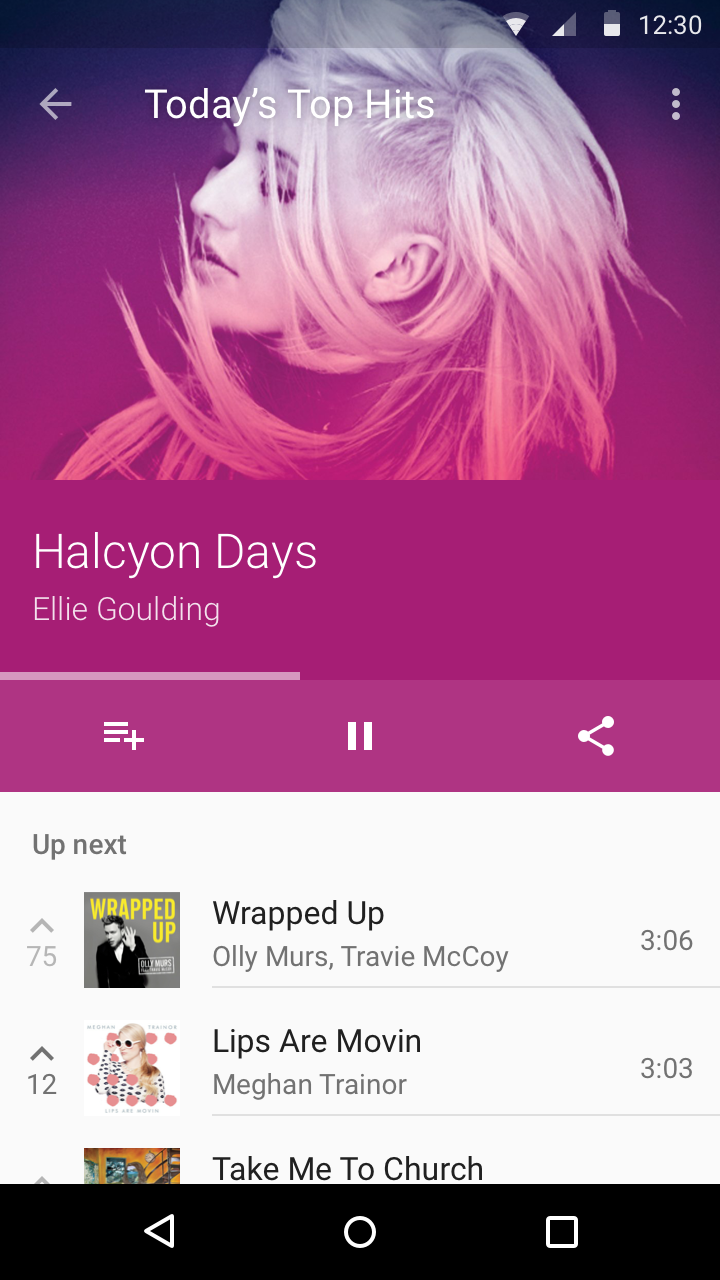 12:30
Today’s Top Hits
Halcyon Days
Ellie Goulding
Up next
75
WRAPPED
UP
OLLY MURS
Wrapped Up
Olly Murs, Travie McCoy
3:06
12
MEGHAN TRAINOR
LIPS ARE MOVIN
Lips Are Movin
Meghan Trainor
3:03
Take Me To Church